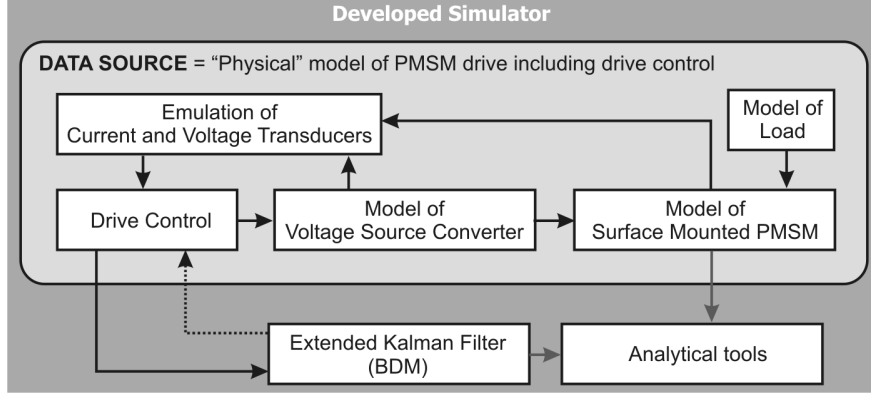 Developed Simulator
DATA SOURCE = “Physical” model of PMSM drive including drive control
Emulation of
Current and Voltage Transducers
Model of
Load
Drive Control
Model of
Voltage Source Converter
Model of
Surface Mounted PMSM
Extended Kalman Filter
(BDM)
Analytical tools